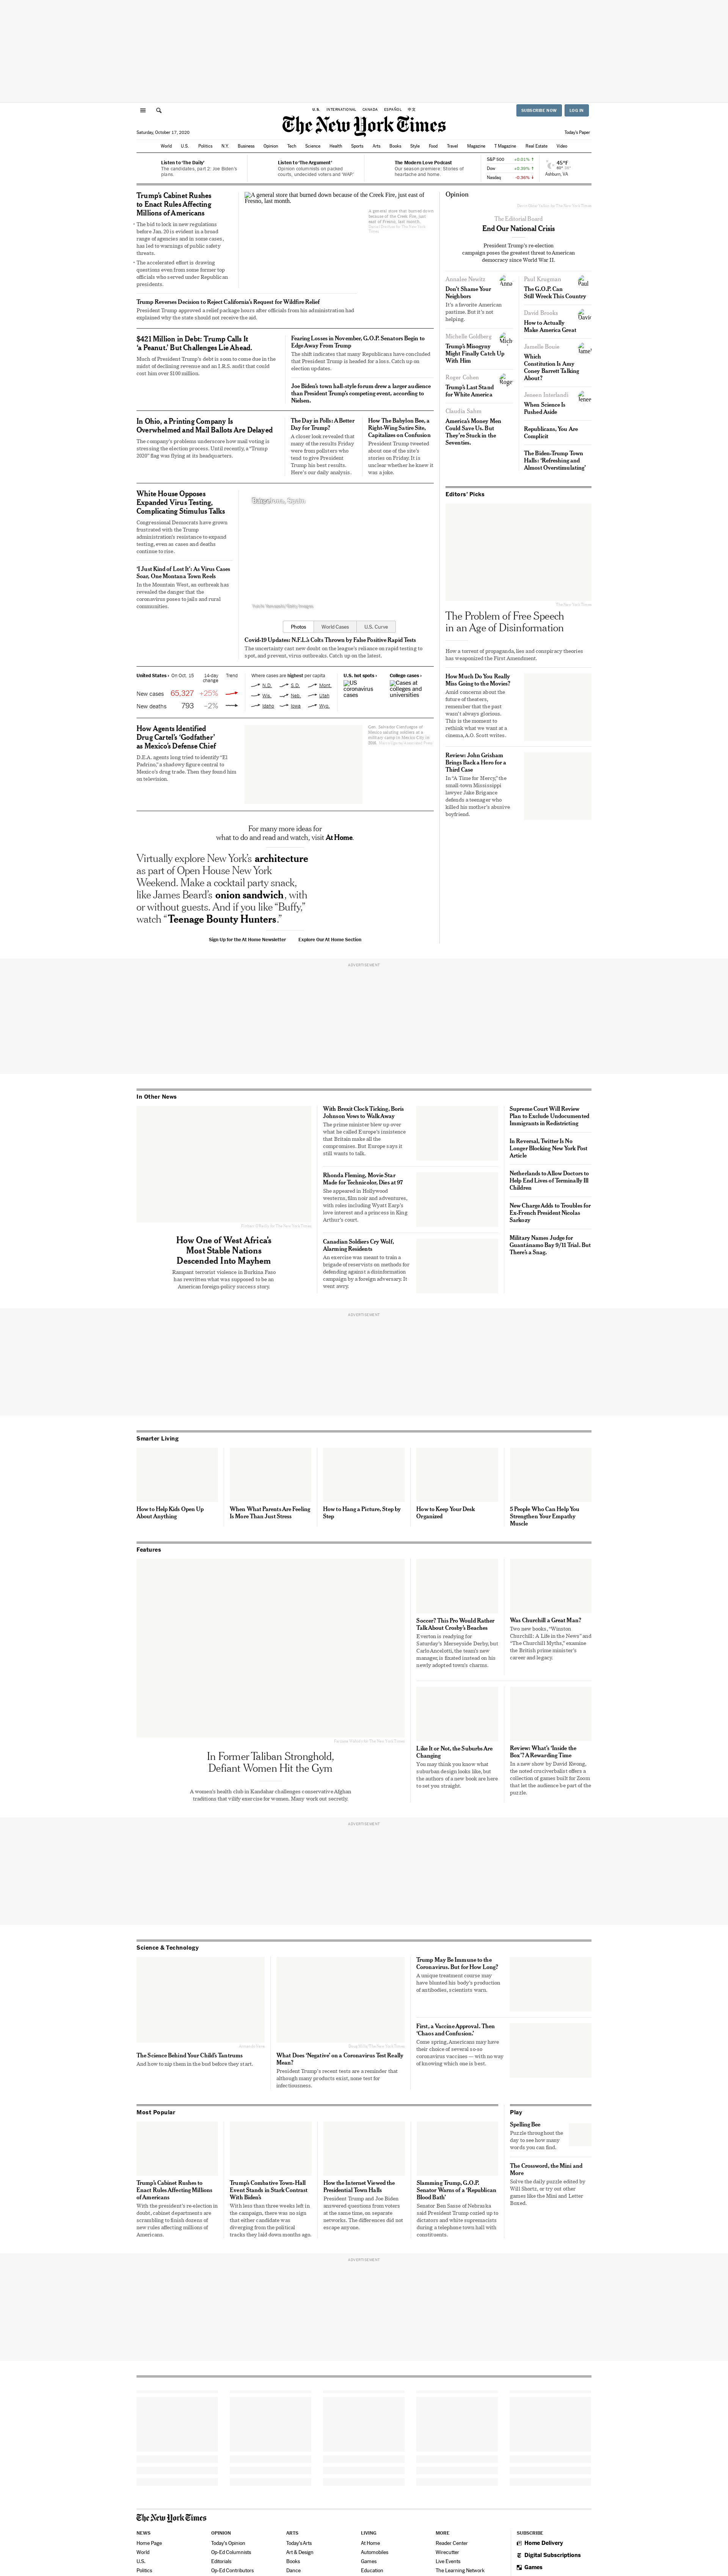 U.S.
INTERNATIONAL
CANADA
ESPAÑOL
中文
SUBSCRIBE NOW
LOG IN
The New York Times
Saturday, October 17, 2020
Today's Paper
World
U.S.
Politics
N.Y.
Business
Opinion
Tech
Science
Health
Sports
Arts
Books
Style
Food
Travel
Magazine
T Magazine
Real Estate
Video
Listen to 'The Daily'
The candidates, part 2: Joe Biden's
plans.
Listen to 'The Argument'
Opinion columnists on packed
courts, undecided voters and 'WAP.'
The Modern Love Podcast
Our season premiere: Stories of
heartache and home.
S&P 500 +0.01% ↑
Dow +0.39% ↑
Nasdaq -0.36% ↓
45°F
Ashburn, VA
Trump's Cabinet Rushes
to Enact Rules Affecting
Millions of Americans
• The bid to lock in new regulations
before Jan. 20 is evident in a broad
range of agencies and in some cases,
has led to warnings of public safety
threats.
• The accelerated effort is drawing
questions even from some former top
officials who served under Republican
presidents.
A general store that burned down because of the Creek Fire, just east of
Fresno, last month.
A general store that burned down
because of the Creek Fire, just
east of Fresno, last month.
Trump Reverses Decision to Reject California's Request for Wildfire Relief
President Trump approved a relief package hours after officials from his administration had
explained why the state should not receive the aid.
$421 Million in Debt: Trump Calls It
'a Peanut.' But Challenges Lie Ahead.
Much of President Trump's debt is soon to come due in the midst
of declining revenue and an I.R.S. audit that could
cost him over $100 million.
Fearing Losses in November, G.O.P. Senators Begin to
Edge Away From Trump
The shift indicates that many Republicans have concluded
that President Trump is headed for a loss. Catch up on
election updates.
Joe Biden's town hall-style forum drew a larger audience
than President Trump's competing event, according to
Nielsen.
In Ohio, a Printing Company Is
Overwhelmed and Mail Ballots Are Delayed
The company's problems underscore how mail voting is
stressing the election process. Until recently, a "Trump
2020" flag was flying at its headquarters.
The Day in Polls: A Better
Day for Trump?
A closer look revealed that
many of the results Friday
were from pollsters who
tend to give President
Trump his best results.
Here's our daily analysis.
How The Babylon Bee, a
Right-Wing Satire Site,
Capitalizes on Confusion
President Trump tweeted
about one of the site's
stories on Friday. It is
unclear whether he knew it
was a joke.
White House Opposes
Expanded Virus Testing,
Complicating Stimulus Talks
Congressional Democrats have grown
frustrated with the Trump
administration's resistance to expand
testing, even as cases and deaths
continue to rise.
'I Just Kind of Lost It': As Virus Cases
Soar, One Montana Town Reels
In the Mountain West, an outbreak has
revealed the danger that the
coronavirus poses to jails and rural
communities.
Photos
World Cases
U.S. Curve
Covid-19 Updates: N.F.L.'s Colts Thrown by False Positive Rapid Tests
The uncertainty cast new doubt on the league's reliance on rapid testing to
spot, and prevent, virus outbreaks. Catch up on the latest.
United States › On Oct. 15
14-day
change
Trend
New cases 65,327 +25%
New deaths 793 –2%
Where cases are highest per capita
N.D.
S.D.
Mont.
Wis.
Neb.
Utah
Idaho
Iowa
Wyo.
U.S. hot spots ›
US
coronavirus
cases
College cases ›
Cases at
colleges and
universities
How Agents Identified
Drug Cartel's 'Godfather'
as Mexico's Defense Chief
D.E.A. agents long tried to identify "El
Padrino," a shadowy figure central to
Mexico's drug trade. Then they found him
on television.
Gen. Salvador Cienfuegos of
Mexico saluting soldiers at a
military camp in Mexico City in
2016.
For many more ideas for
what to do and read and watch, visit At Home.
Virtually explore New York's architecture
as part of Open House New York
Weekend. Make a cocktail party snack,
like James Beard's onion sandwich, with
or without guests. And if you like "Buffy,"
watch "Teenage Bounty Hunters."
Sign Up for the At Home Newsletter
Explore Our At Home Section
Opinion
The Editorial Board
End Our National Crisis
President Trump's re-election
campaign poses the greatest threat to American
democracy since World War II.
Annalee Newitz
Don't Shame Your
Neighbors
It's a favorite American
pastime. But it's not
helping.
Michelle Goldberg
Trump's Misogyny
Might Finally Catch Up
With Him
Roger Cohen
Trump's Last Stand
for White America
Claudia Sahm
America's Money Men
Could Save Us. But
They're Stuck in the
Seventies.
Paul Krugman
The G.O.P. Can
Still Wreck This Country
David Brooks
How to Actually
Make America Great
Jamelle Bouie
Which
Constitution Is Amy
Coney Barrett Talking
About?
Jeneen Interlandi
When Science Is
Pushed Aside
Republicans, You Are
Complicit
The Biden-Trump Town
Halls: 'Refreshing and
Almost Overstimulating'
Editors' Picks
The New York Times
The Problem of Free Speech
in an Age of Disinformation
How a torrent of propaganda, lies and conspiracy theories
has weaponized the First Amendment.
How Much Do You Really
Miss Going to the Movies?
Amid concerns about the
future of theaters,
remember that the past
wasn't always glorious.
This is the moment to
rethink what we want at a
cinema, A.O. Scott writes.
Review: John Grisham
Brings Back a Hero for a
Third Case
In "A Time for Mercy," the
small-town Mississippi
lawyer Jake Brigance
defends a teenager who
killed his mother's abusive
boyfriend.
ADVERTISEMENT
In Other News
How One of West Africa's
Most Stable Nations
Descended Into Mayhem
Rampant terrorist violence in Burkina Faso
has rewritten what was supposed to be an
American foreign-policy success story.
With Brexit Clock Ticking, Boris
Johnson Vows to Walk Away
The prime minister blew up over
what he called Europe's insistence
that Britain make all the
compromises. But Europe says it
still wants to talk.
Rhonda Fleming, Movie Star
Made for Technicolor, Dies at 97
She appeared in Hollywood
westerns, film noir and adventures,
with roles including Wyatt Earp's
love interest and a princess in King
Arthur's court.
Canadian Soldiers Cry Wolf,
Alarming Residents
An exercise was meant to train a
brigade of reservists on methods for
defending against a disinformation
campaign by a foreign adversary. It
went awry.
Supreme Court Will Review
Plan to Exclude Undocumented
Immigrants in Redistricting
In Reversal, Twitter Is No
Longer Blocking New York Post
Article
Netherlands to Allow Doctors to
Help End Lives of Terminally Ill
Children
New Charge Adds to Troubles for
Ex-French President Nicolas
Sarkozy
Military Names Judge for
Guantánamo Bay 9/11 Trial. But
There's a Snag.
ADVERTISEMENT
Smarter Living
How to Help Kids Open Up
About Anything
When What Parents Are Feeling
Is More Than Just Stress
How to Hang a Picture, Step by
Step
How to Keep Your Desk
Organized
5 People Who Can Help You
Strengthen Your Empathy
Muscle
Features
In Former Taliban Stronghold,
Defiant Women Hit the Gym
A women's health club in Kandahar challenges conservative Afghan
traditions that vilify exercise for women. Many work out secretly.
Soccer? This Pro Would Rather
Talk About Crosby's Beaches
Everton is readying for
Saturday's Merseyside Derby, but
Carlo Ancelotti, the team's new
manager, is fixated instead on his
newly adopted town's charms.
Was Churchill a Great Man?
Two new books, "Winston
Churchill: A Life in the News" and
"The Churchill Myths," examine
the British prime minister's
career and legacy.
Like It or Not, the Suburbs Are
Changing
You may think you know what
suburban design looks like, but
the authors of a new book are here
to set you straight.
Review: What's 'Inside the
Box'? A Rewarding Time
In a new show by David Kwong,
the noted cruciverbalist offers a
collection of games built for Zoom
that let the audience be part of the
puzzle.
ADVERTISEMENT
Science & Technology
The Science Behind Your Child's Tantrums
And how to nip them in the bud before they start.
What Does 'Negative' on a Coronavirus Test Really
Mean?
President Trump's recent tests are a reminder that
although many products exist, none test for
infectiousness.
Trump May Be Immune to the
Coronavirus. But for How Long?
A unique treatment course may
have blunted his body's production
of antibodies, scientists warn.
First, a Vaccine Approval. Then
'Chaos and Confusion.'
Come spring, Americans may have
their choice of several so-so
coronavirus vaccines — with no way
of knowing which one is best.
Most Popular
Trump's Cabinet Rushes to
Enact Rules Affecting Millions
of Americans
With the president's re-election in
doubt, cabinet departments are
scrambling to finish dozens of
new rules affecting millions of
Americans.
Trump's Combative Town-Hall
Event Stands in Stark Contrast
With Biden's
With less than three weeks left in
the campaign, there was no sign
that either candidate was
diverging from the political
tracks they laid down months ago.
How the Internet Viewed the
Presidential Town Halls
President Trump and Joe Biden
answered questions from voters
at the same time, on separate
networks. The differences did not
escape anyone.
Slamming Trump, G.O.P.
Senator Warns of a 'Republican
Blood Bath'
Senator Ben Sasse of Nebraska
said President Trump cozied up to
dictators and white supremacists
during a telephone town hall with
constituents.
Play
Spelling Bee
Puzzle throughout the
day to see how many
words you can find.
The Crossword, the Mini and
More
Solve the daily puzzle edited by
Will Shortz, or try out other
games like the Mini and Letter
Boxed.
ADVERTISEMENT
The New York Times
NEWS
Home Page
World
U.S.
Politics
OPINION
Today's Opinion
Op-Ed Columnists
Editorials
Op-Ed Contributors
ARTS
Today's Arts
Art & Design
Books
Dance
LIVING
At Home
Automobiles
Games
Education
MORE
Reader Center
Wirecutter
Live Events
The Learning Network
SUBSCRIBE
Home Delivery
Digital Subscriptions
Games